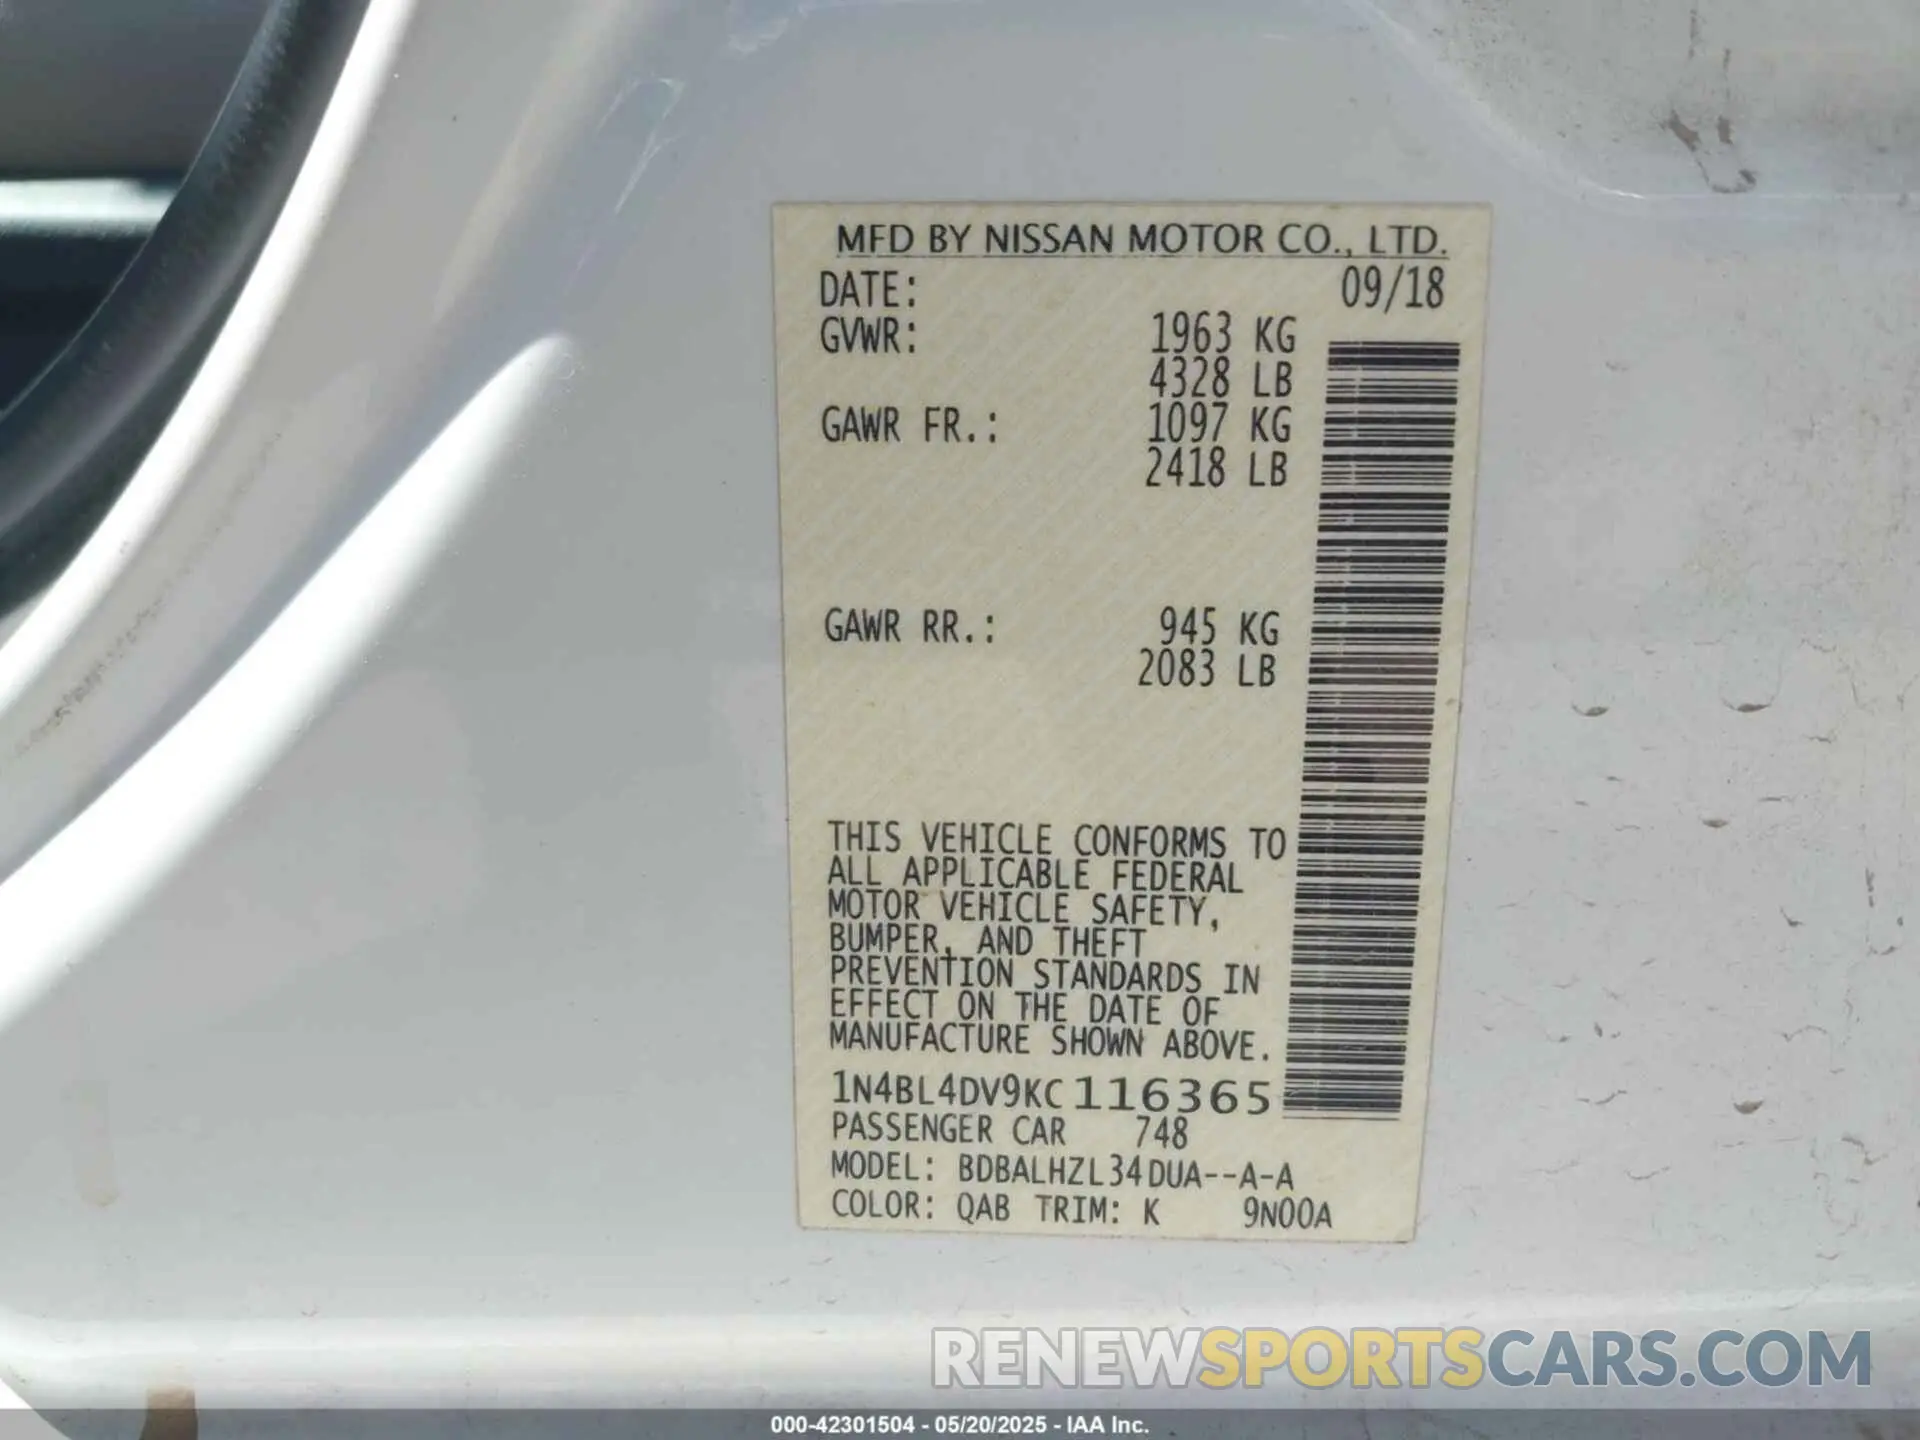 MFD BY NISSAN MOTOR CO., LTD.
DATE: 09/18
GVWR: 1963 KG
4328 LB
GAWR FR.: 1097 KG
2418 LB
GAWR RR.: 945 KG
2083 LB
THIS VEHICLE CONFORMS TO
ALL APPLICABLE FEDERAL
MOTOR VEHICLE SAFETY,
BUMPER, AND THEFT
PREVENTION STANDARDS IN
EFFECT ON THE DATE OF
MANUFACTURE SHOWN ABOVE.
1N4BL4DV9KC116365
PASSENGER CAR 748
MODEL: BDBALHZL34DUA--A-A
COLOR: QAB TRIM: K 9N00A
RENEWSPORTSCARS.COM
000-42301504 - 05/20/2025 - IAA Inc.